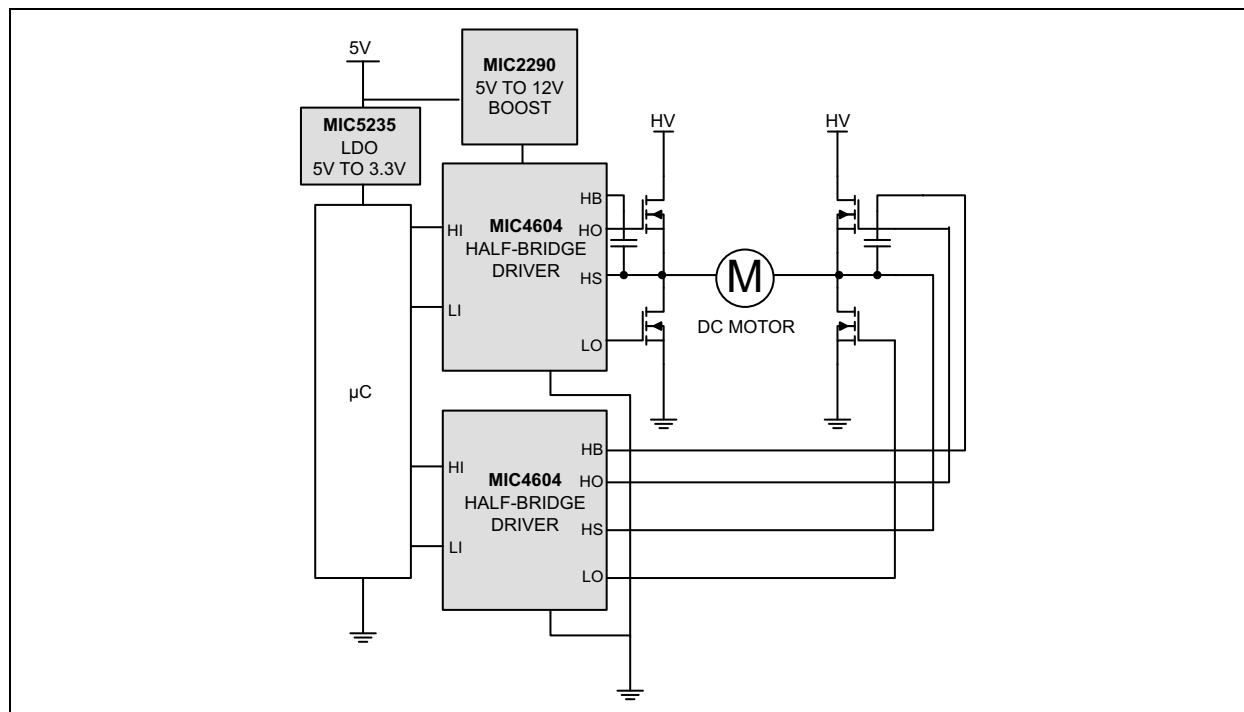 5V
MIC2290
5V TO 12V
BOOST
MIC5235
LDO
5V TO 3.3V
HV
HV
HB
HI
MIC4604
HO
HALF-BRIDGE
DRIVER
HS
LI
M
DC MOTOR
LO
µC
HB
HI
MIC4604
HO
HALF-BRIDGE
DRIVER
HS
LI
LO